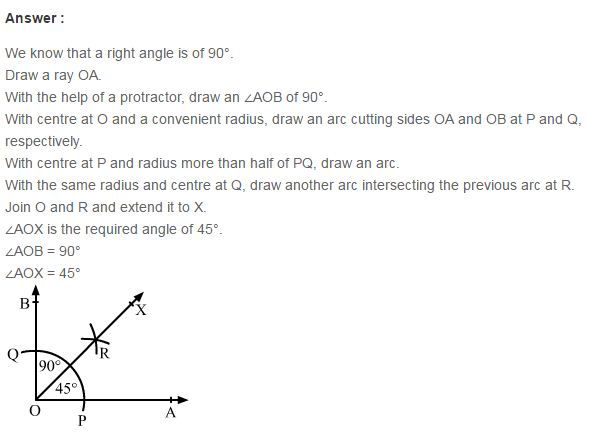 Answer :
We know that a right angle is of 90°.
Draw a ray OA.
With the help of a protractor, draw an ∠AOB of 90°.
With centre at O and a convenient radius, draw an arc cutting sides OA and OB at P and Q,
respectively.
With centre at P and radius more than half of PQ, draw an arc.
With the same radius and centre at Q, draw another arc intersecting the previous arc at R.
Join O and R and extend it to X.
∠AOX is the required angle of 45°.
∠AOB = 90°
∠AOX = 45°
B
X
Q
R
90°
45°
O
P
A